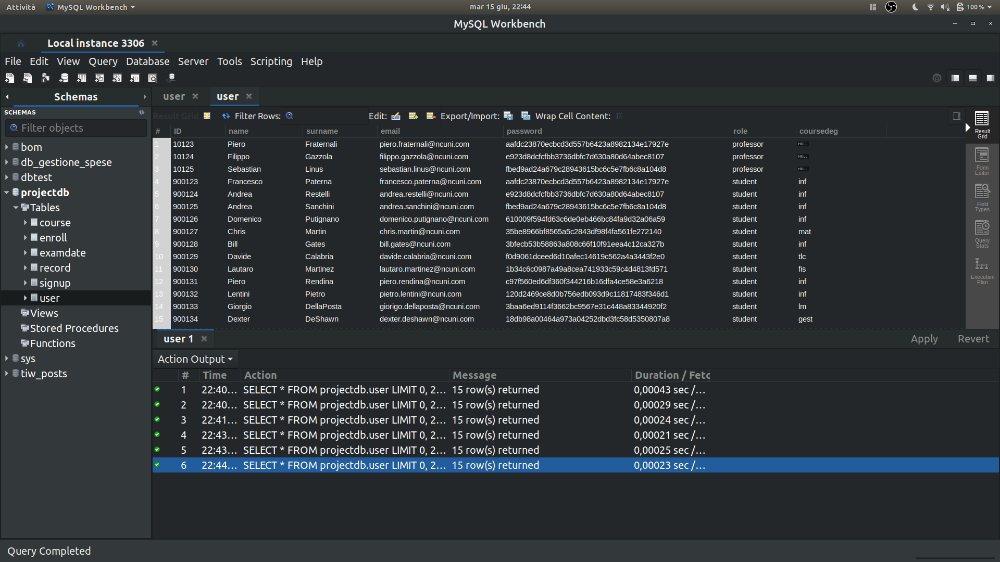 Attività MySQL Workbench mar 15 giu, 22:44 100 %
MySQL Workbench
Local instance 3306
File Edit View Query Database Server Tools Scripting Help
Schemas
SCHEMAS
Filter objects
bom
db_gestione_spese
dbtest
projectdb
Tables
course
enroll
examdate
record
signup
user
Views
Stored Procedures
Functions
sys
tiw_posts
user user
Result Grid Filter Rows: Edit: Export/Import: Wrap Cell Content:
# ID name surname email password role coursedeg
1 10123 Piero Fraternali piero.fraternali@ncuni.com aafdc23870ecbcd3d557b6423a8982134e17927e professor NULL
2 10124 Filippo Gazzola filippo.gazzola@ncuni.com e923d8dcfcfbb3736dbfc7d630a80d64abec8107 professor NULL
3 10125 Sebastian Linus sebastian.linus@ncuni.com fbed9ad24a679c28943615bc6c5e7fb6c8a104d8 professor NULL
4 900123 Francesco Paterna francesco.paterna@ncuni.com aafdc23870ecbcd3d557b6423a8982134e17927e student inf
5 900124 Andrea Restelli andrea.restelli@ncuni.com e923d8dcfcfbb3736dbfc7d630a80d64abec8107 student inf
6 900125 Andrea Sanchini andrea.sanchini@ncuni.com fbed9ad24a679c28943615bc6c5e7fb6c8a104d8 student inf
7 900126 Domenico Putignano domenico.putignano@ncuni.com 610009f594fd63c6de0eb466bc84fa9d32a06a59 student inf
8 900127 Chris Martin chris.martin@ncuni.com 35be8966bf8565a5c2843df98f4fa561fe272140 student mat
9 900128 Bill Gates bill.gates@ncuni.com 3bfecb53b58863a808c66f10f91eea4c12ca327b student inf
10 900129 Davide Calabria davide.calabria@ncuni.com f0d9061dceed6d10afec14619c562a4a3443f2e0 student tlc
11 900130 Lautaro Martinez lautaro.martinez@ncuni.com 1b34c6c0987a49a8cea741933c59c4d4813fd571 student fis
12 900131 Piero Rendina piero.rendina@ncuni.com c97f560ed6df360f344216b16dfa4ce58e3a6218 student inf
13 900132 Lentini Pietro pietro.lentini@ncuni.com 120d2469ce8d0b756edb093d9c11817483f346d1 student inf
14 900133 Giorgio DellaPosta giorigo.dellaposta@ncuni.com 3baa6ed9114f3662bc9567e31c448a83344920f2 student lm
15 900134 Dexter DeShawn dexter.deshawn@ncuni.com 18db98a00464a973a04252dbd3fc58d5350807a8 student gest
Result
Grid
Form
Editor
Field
Types
Query
Stats
Execution
Plan
user 1 Apply Revert
Action Output
# Time Action Message Duration / Fetc
1 22:40... SELECT * FROM projectdb.user LIMIT 0, 2... 15 row(s) returned 0,00043 sec /...
2 22:40... SELECT * FROM projectdb.user LIMIT 0, 2... 15 row(s) returned 0,00029 sec /...
3 22:41... SELECT * FROM projectdb.user LIMIT 0, 2... 15 row(s) returned 0,00024 sec /...
4 22:43... SELECT * FROM projectdb.user LIMIT 0, 2... 15 row(s) returned 0,00021 sec /...
5 22:43... SELECT * FROM projectdb.user LIMIT 0, 2... 15 row(s) returned 0,00025 sec /...
6 22:44... SELECT * FROM projectdb.user LIMIT 0, 2... 15 row(s) returned 0,00023 sec /...
Query Completed